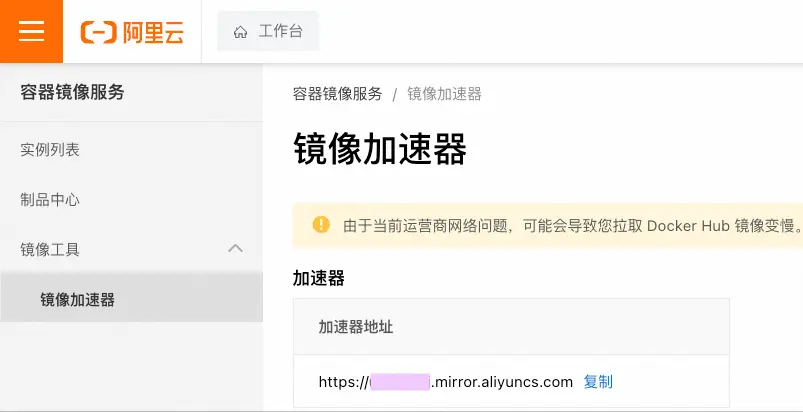 阿里云
工作台
容器镜像服务
实例列表
制品中心
镜像工具
镜像加速器
容器镜像服务 / 镜像加速器
镜像加速器
由于当前运营商网络问题，可能会导致您拉取 Docker Hub 镜像变慢。
加速器
加速器地址
https://.mirror.aliyuncs.com 复制